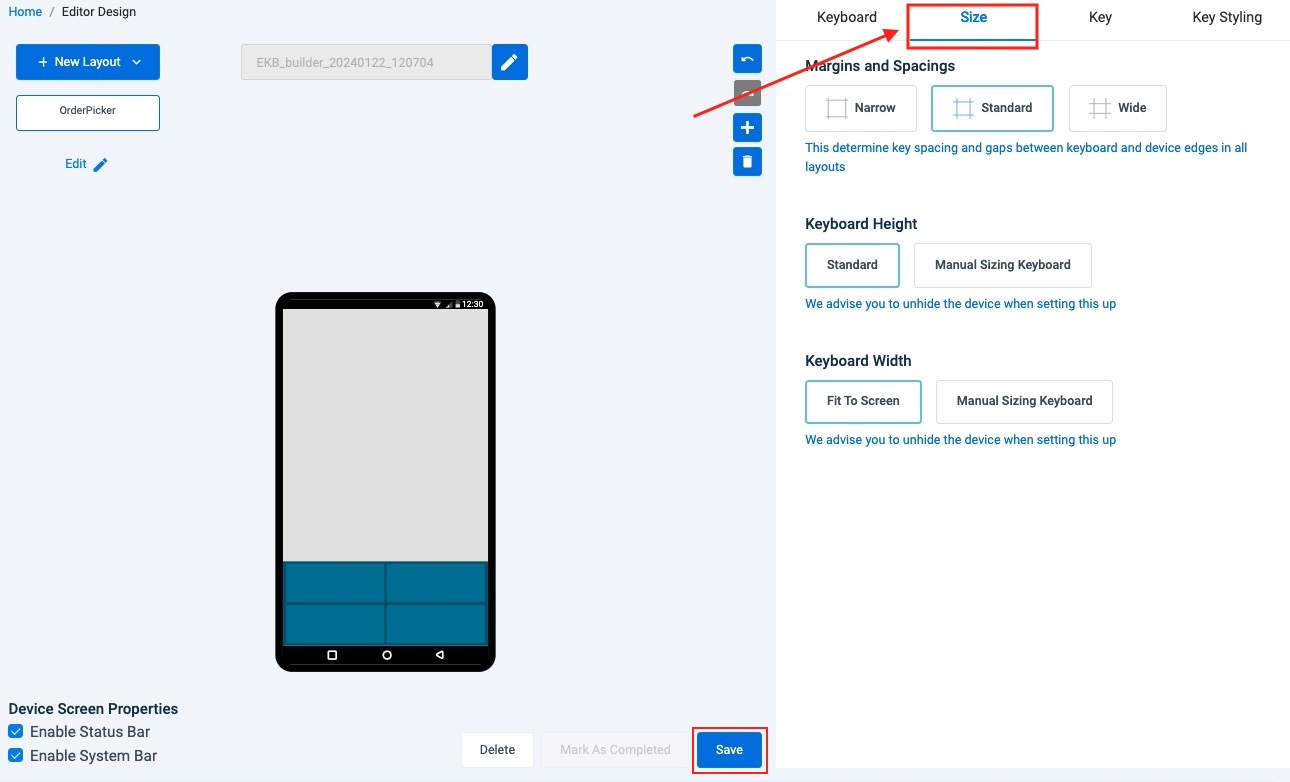 Home / Editor Design
Keyboard
Size
Key
Key Styling
+ New Layout
EKB_builder_20240122_120704
OrderPicker
Edit
Margins and Spacings
Narrow
Standard
Wide
This determine key spacing and gaps between keyboard and device edges in all
layouts
Keyboard Height
Standard
Manual Sizing Keyboard
We advise you to unhide the device when setting this up
Keyboard Width
Fit To Screen
Manual Sizing Keyboard
We advise you to unhide the device when setting this up
12:30
Device Screen Properties
Enable Status Bar
Enable System Bar
Delete
Mark As Completed
Save